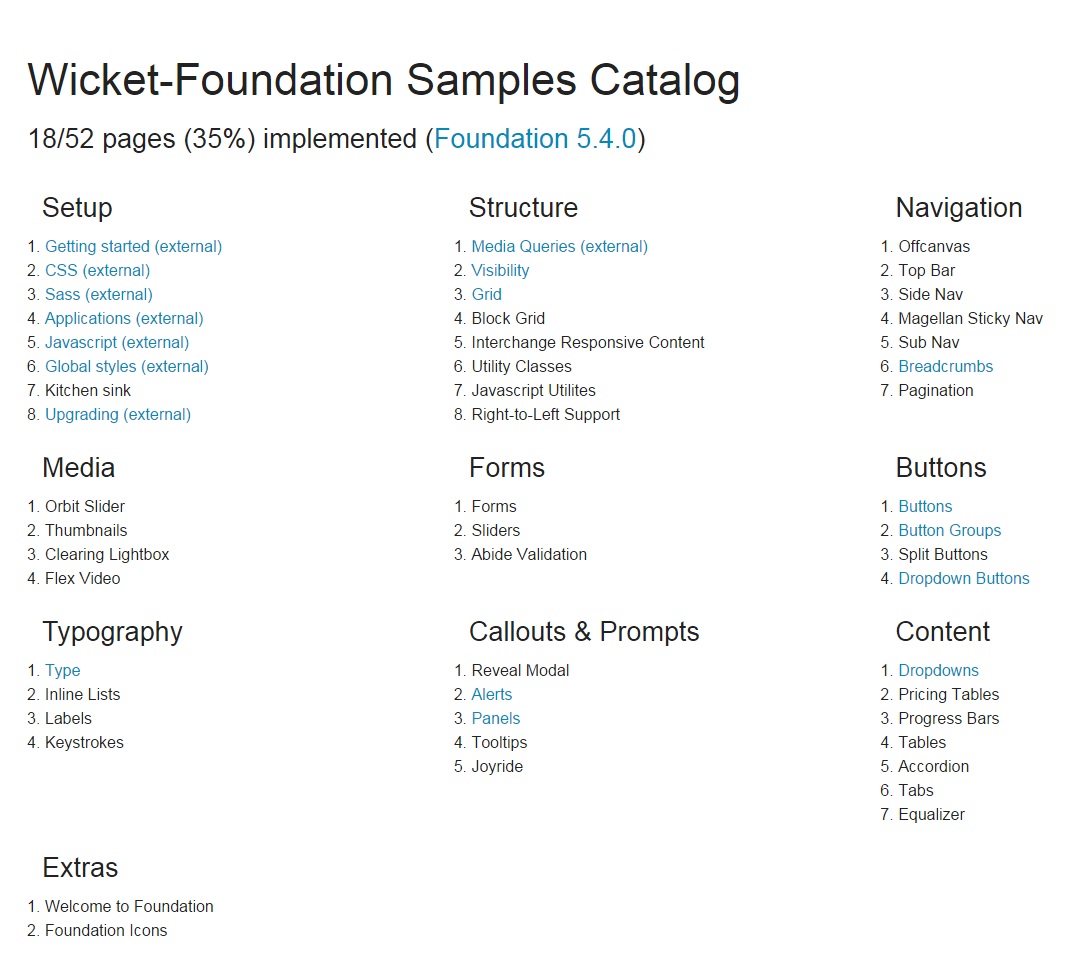 Wicket-Foundation Samples Catalog
18/52 pages (35%) implemented (Foundation 5.4.0)
Setup
1. Getting started (external)
2. CSS (external)
3. Sass (external)
4. Applications (external)
5. Javascript (external)
6. Global styles (external)
7. Kitchen sink
8. Upgrading (external)
Structure
1. Media Queries (external)
2. Visibility
3. Grid
4. Block Grid
5. Interchange Responsive Content
6. Utility Classes
7. Javascript Utilites
8. Right-to-Left Support
Navigation
1. Offcanvas
2. Top Bar
3. Side Nav
4. Magellan Sticky Nav
5. Sub Nav
6. Breadcrumbs
7. Pagination
Media
1. Orbit Slider
2. Thumbnails
3. Clearing Lightbox
4. Flex Video
Forms
1. Forms
2. Sliders
3. Abide Validation
Buttons
1. Buttons
2. Button Groups
3. Split Buttons
4. Dropdown Buttons
Typography
1. Type
2. Inline Lists
3. Labels
4. Keystrokes
Callouts & Prompts
1. Reveal Modal
2. Alerts
3. Panels
4. Tooltips
5. Joyride
Content
1. Dropdowns
2. Pricing Tables
3. Progress Bars
4. Tables
5. Accordion
6. Tabs
7. Equalizer
Extras
1. Welcome to Foundation
2. Foundation Icons